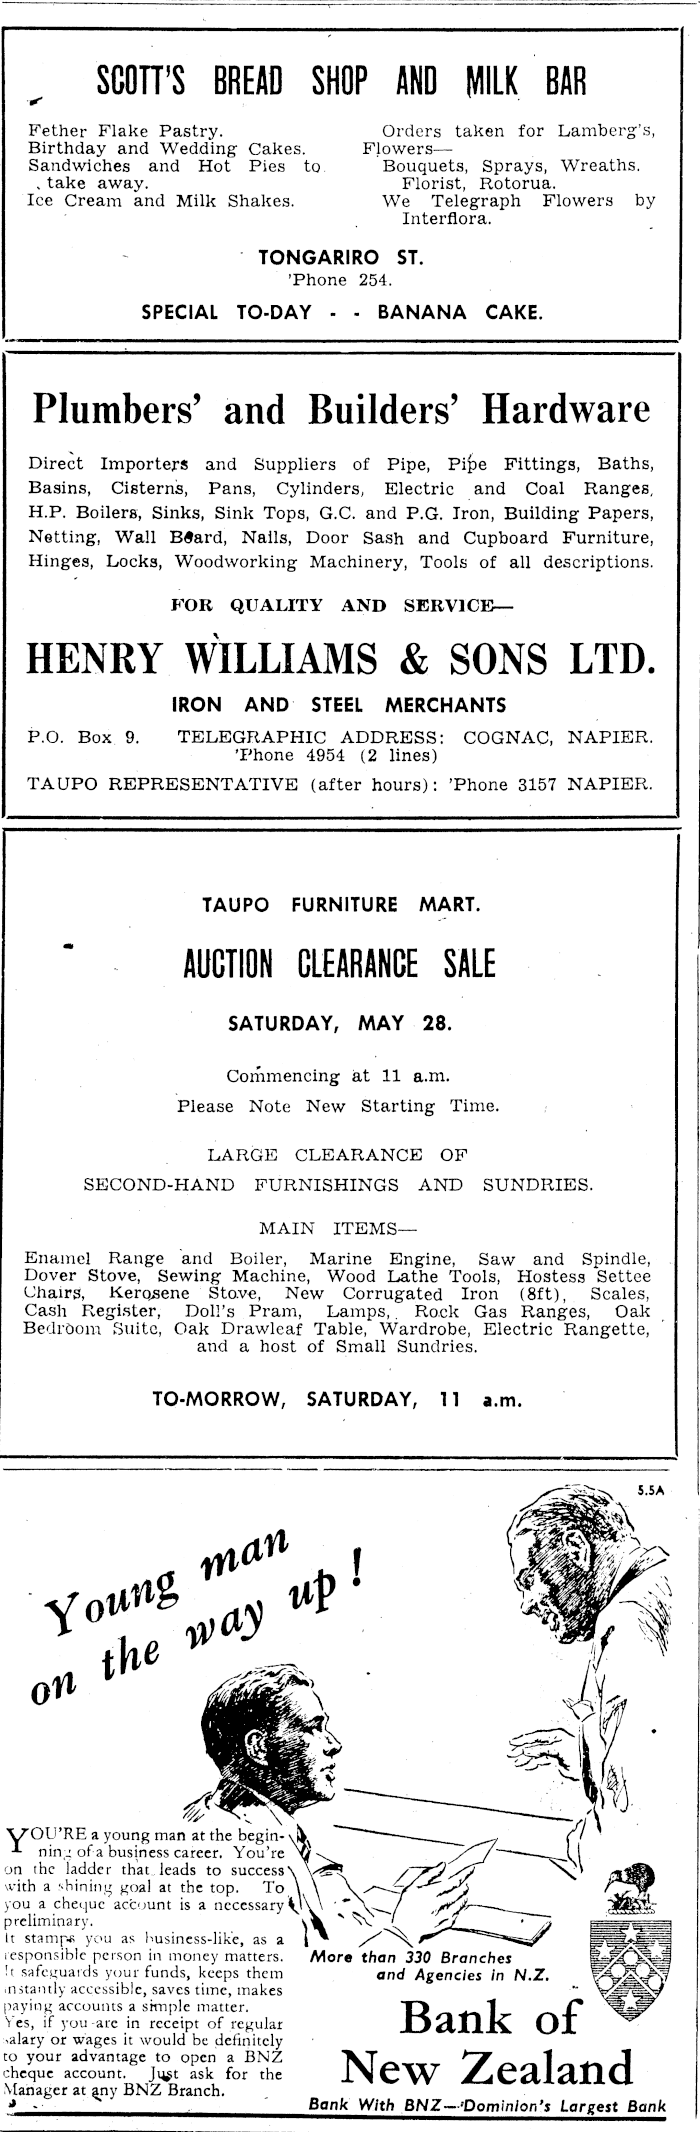 SCOTT'S BREAD SHOP AND MILK BAR
Fether Flake Pastry.
Birthday and Wedding Cakes.
Sandwiches and Hot Pies to
take away.
Ice Cream and Milk Shakes.
Orders taken for Lamberg's,
Flowers—
Bouquets, Sprays, Wreaths.
Florist, Rotorua.
We Telegraph Flowers by
Interflora.
TONGARIRO ST.
'Phone 254.
SPECIAL TO-DAY - - BANANA CAKE.
Plumbers' and Builders' Hardware
Direct Importers and Suppliers of Pipe, Pipe Fittings, Baths,
Basins, Cisterns, Pans, Cylinders, Electric and Coal Ranges,
H.P. Boilers, Sinks, Sink Tops, G.C. and P.G. Iron, Building Papers,
Netting, Wall Board, Nails, Door Sash and Cupboard Furniture,
Hinges, Locks, Woodworking Machinery, Tools of all descriptions.
FOR QUALITY AND SERVICE—
HENRY WILLIAMS & SONS LTD.
IRON AND STEEL MERCHANTS
P.O. Box 9. TELEGRAPHIC ADDRESS: COGNAC, NAPIER.
'Phone 4954 (2 lines)
TAUPO REPRESENTATIVE (after hours): 'Phone 3157 NAPIER.
TAUPO FURNITURE MART.
AUCTION CLEARANCE SALE
SATURDAY, MAY 28.
Commencing at 11 a.m.
Please Note New Starting Time.
LARGE CLEARANCE OF
SECOND-HAND FURNISHINGS AND SUNDRIES.
MAIN ITEMS—
Enamel Range and Boiler, Marine Engine, Saw and Spindle,
Dover Stove, Sewing Machine, Wood Lathe Tools, Hostess Settee
Chairs, Kerosene Stove, New Corrugated Iron (8ft), Scales,
Cash Register, Doll's Pram, Lamps, Rock Gas Ranges, Oak
Bedroom Suite, Oak Drawleaf Table, Wardrobe, Electric Rangette,
and a host of Small Sundries.
TO-MORROW, SATURDAY, 11 a.m.
5.5A
Young man
on the way up!
YOU'RE a young man at the begin-
ning of a business career. You're
on the ladder that leads to success
with a shining goal at the top. To
you a cheque account is a necessary
preliminary.
It stamps you as business-like, as a
responsible person in money matters.
It safeguards your funds, keeps them
instantly accessible, saves time, makes
paying accounts a simple matter.
Yes, if you are in receipt of regular
salary or wages it would be definitely
to your advantage to open a BNZ
cheque account. Just ask for the
Manager at any BNZ Branch.
More than 330 Branches
and Agencies in N.Z.
Bank of
New Zealand
Bank With BNZ—Dominion's Largest Bank